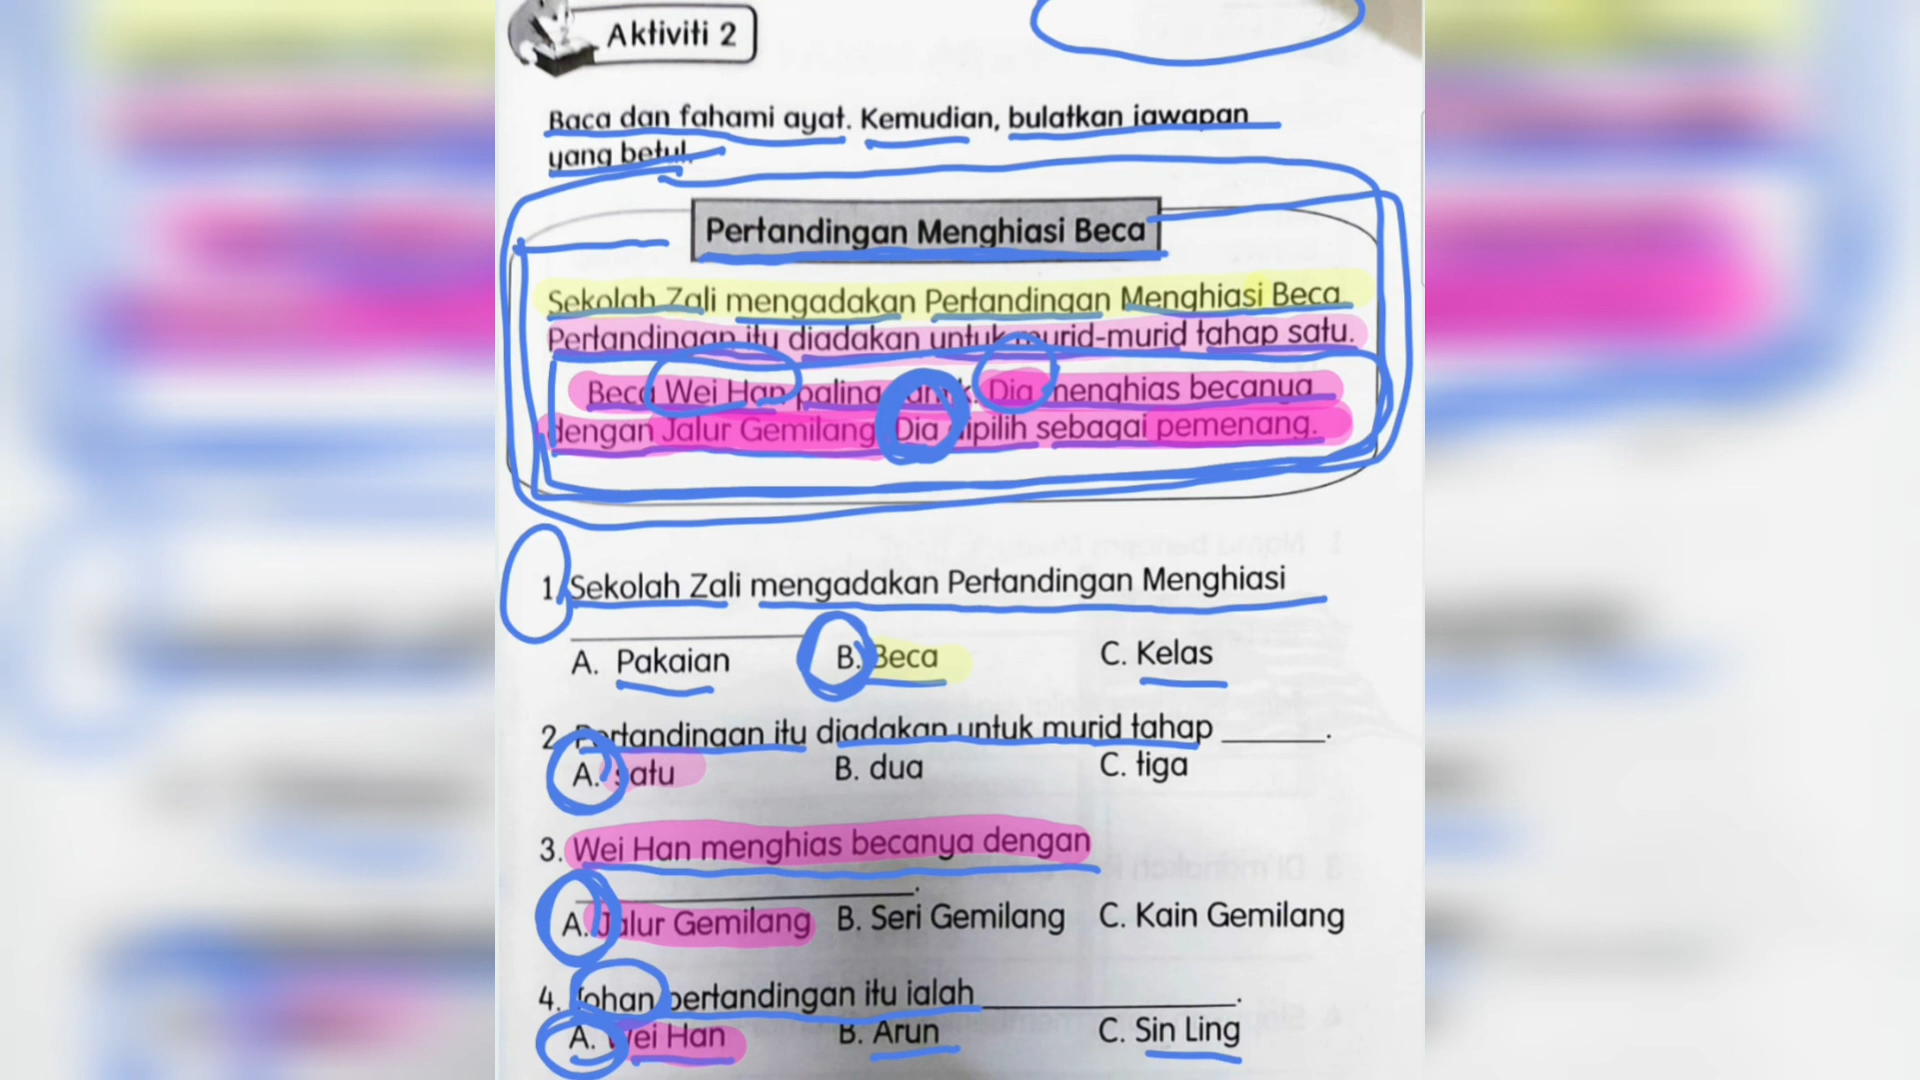 Aktiviti 2
Baca dan fahami ayat. Kemudian, bulatkan jawapan
yang betul.
Pertandingan Menghiasi Beca
Sekolah Zali mengadakan Pertandingan Menghiasi Beca.
Pertandingan itu diadakan untuk murid-murid tahap satu.
Beca Wei Han paling cantik. Dia menghias becanya
dengan Jalur Gemilang. Dia dipilih sebagai pemenang.
1. Sekolah Zali mengadakan Pertandingan Menghiasi
A. Pakaian B. Beca C. Kelas
2. Pertandingan itu diadakan untuk murid tahap ______.
A. satu B. dua C. tiga
3. Wei Han menghias becanya dengan
____________________.
A. Jalur Gemilang B. Seri Gemilang C. Kain Gemilang
4. Johan pertandingan itu ialah ________________.
A. Wei Han B. Arun C. Sin Ling